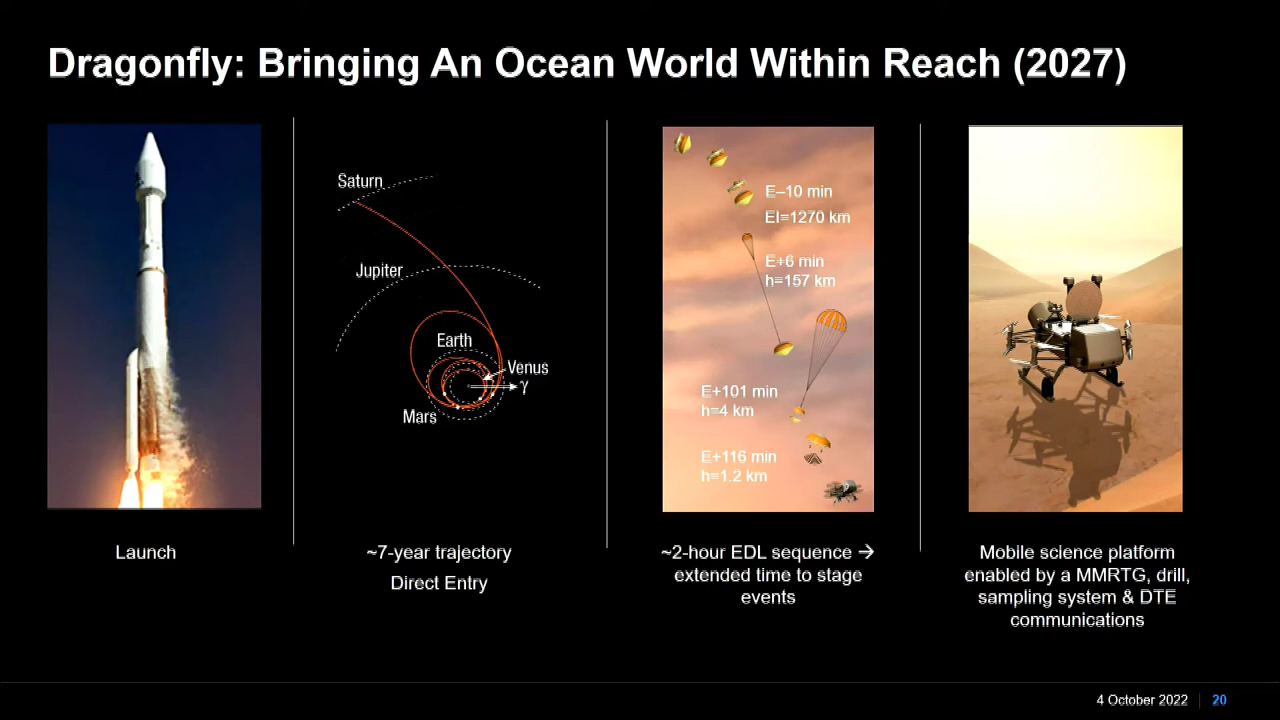 Dragonfly: Bringing An Ocean World Within Reach (2027)
Saturn
Jupiter
Earth
Venus
γ
Mars
E–10 min
EI=1270 km
E+6 min
h=157 km
E+101 min
h=4 km
E+116 min
h=1.2 km
Launch
~7-year trajectory
Direct Entry
~2-hour EDL sequence →
extended time to stage
events
Mobile science platform
enabled by a MMRTG, drill,
sampling system & DTE
communications
4 October 2022
20